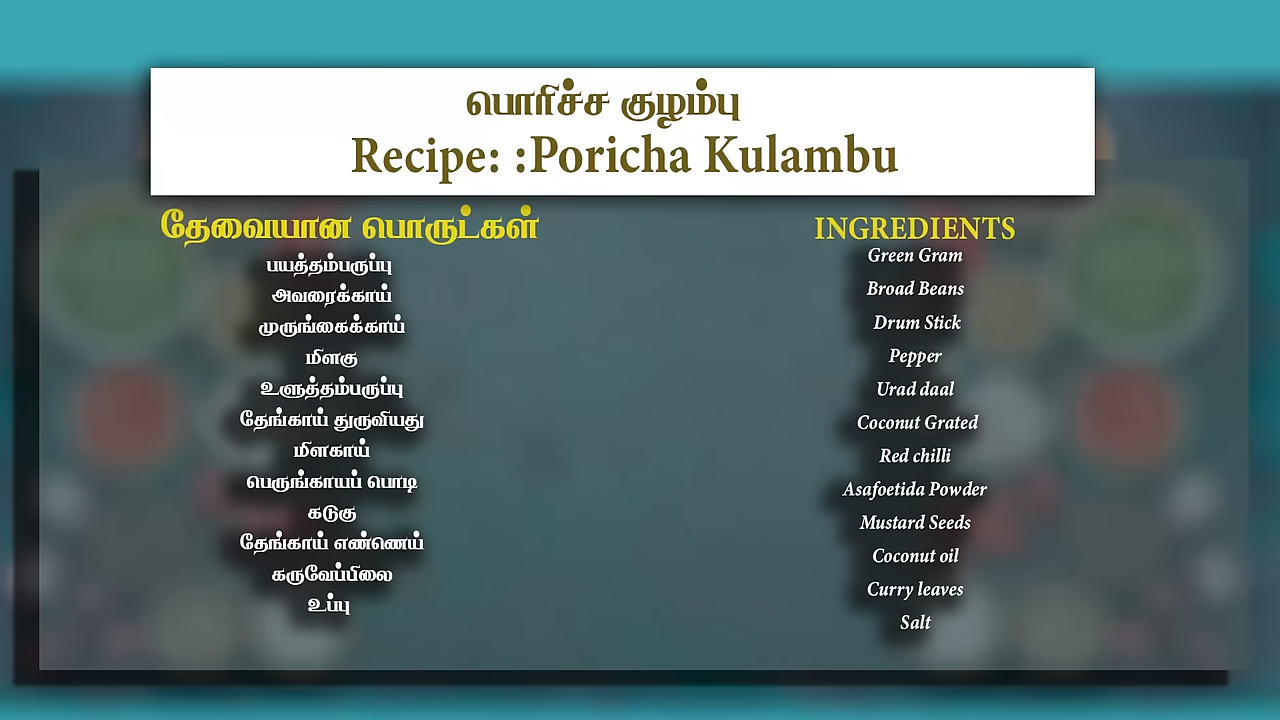 பொரிச்ச குழம்பு
Recipe: :Poricha Kulambu
தேவையான பொருட்கள்
பயத்தம்பருப்பு
அவரைக்காய்
முருங்கைக்காய்
மிளகு
உளுத்தம்பருப்பு
தேங்காய் துருவியது
மிளகாய்
பெருங்காயப் பொடி
கடுகு
தேங்காய் எண்ணெய்
கருவேப்பிலை
உப்பு
INGREDIENTS
Green Gram
Broad Beans
Drum Stick
Pepper
Urad daal
Coconut Grated
Red chilli
Asafoetida Powder
Mustard Seeds
Coconut oil
Curry leaves
Salt